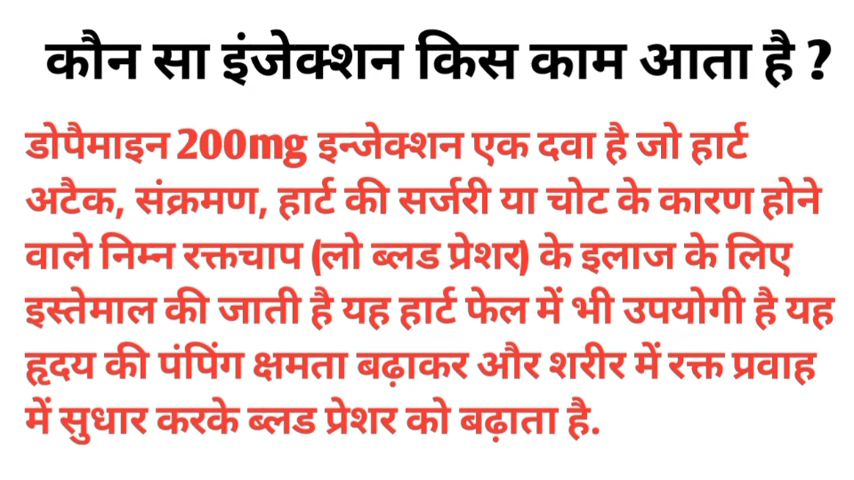 कौन सा इंजेक्शन किस काम आता है ?
डोपैमाइन 200mg इन्जेक्शन एक दवा है जो हार्ट
अटैक, संक्रमण, हार्ट की सर्जरी या चोट के कारण होने
वाले निम्न रक्तचाप (लो ब्लड प्रेशर) के इलाज के लिए
इस्तेमाल की जाती है यह हार्ट फेल में भी उपयोगी है यह
हृदय की पंपिंग क्षमता बढ़ाकर और शरीर में रक्त प्रवाह
में सुधार करके ब्लड प्रेशर को बढ़ाता है.